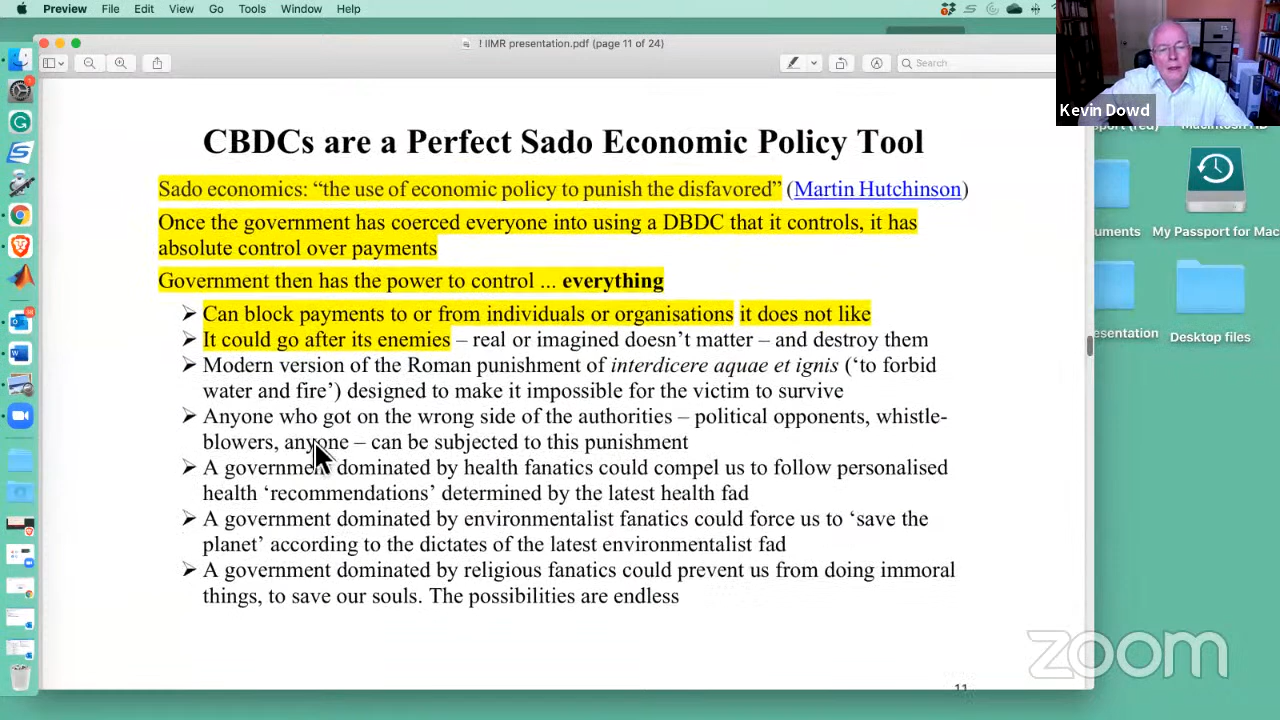 Preview File Edit View Go Tools Window Help
! IIMR presentation.pdf (page 11 of 24)
Search
Kevin Dowd
CBDCs are a Perfect Sado Economic Policy Tool
Sado economics: “the use of economic policy to punish the disfavored” (Martin Hutchinson)
Once the government has coerced everyone into using a DBDC that it controls, it has
absolute control over payments
Government then has the power to control ... everything
➢ Can block payments to or from individuals or organisations it does not like
➢ It could go after its enemies – real or imagined doesn’t matter – and destroy them
➢ Modern version of the Roman punishment of interdicere aquae et ignis (‘to forbid
water and fire’) designed to make it impossible for the victim to survive
➢ Anyone who got on the wrong side of the authorities – political opponents, whistle-
blowers, anyone – can be subjected to this punishment
➢ A government dominated by health fanatics could compel us to follow personalised
health ‘recommendations’ determined by the latest health fad
➢ A government dominated by environmentalist fanatics could force us to ‘save the
planet’ according to the dictates of the latest environmentalist fad
➢ A government dominated by religious fanatics could prevent us from doing immoral
things, to save our souls. The possibilities are endless
11
uments My Passport for Mac
esentation Desktop files
zoom